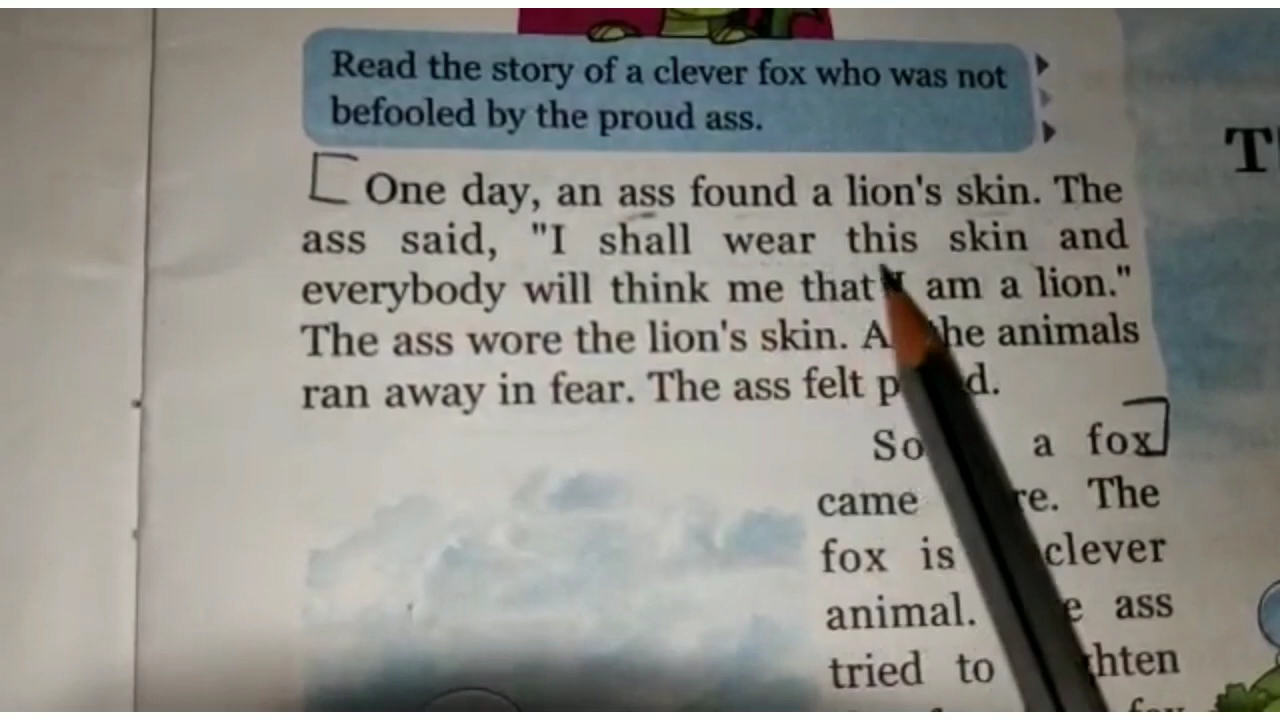 Read the story of a clever fox who was not
befooled by the proud ass.
One day, an ass found a lion's skin. The
ass said, "I shall wear this skin and
everybody will think me that I am a lion."
The ass wore the lion's skin. the animals
ran away in fear. The ass felt
a fox
came The
fox is clever
animal. ass
tried to
fox